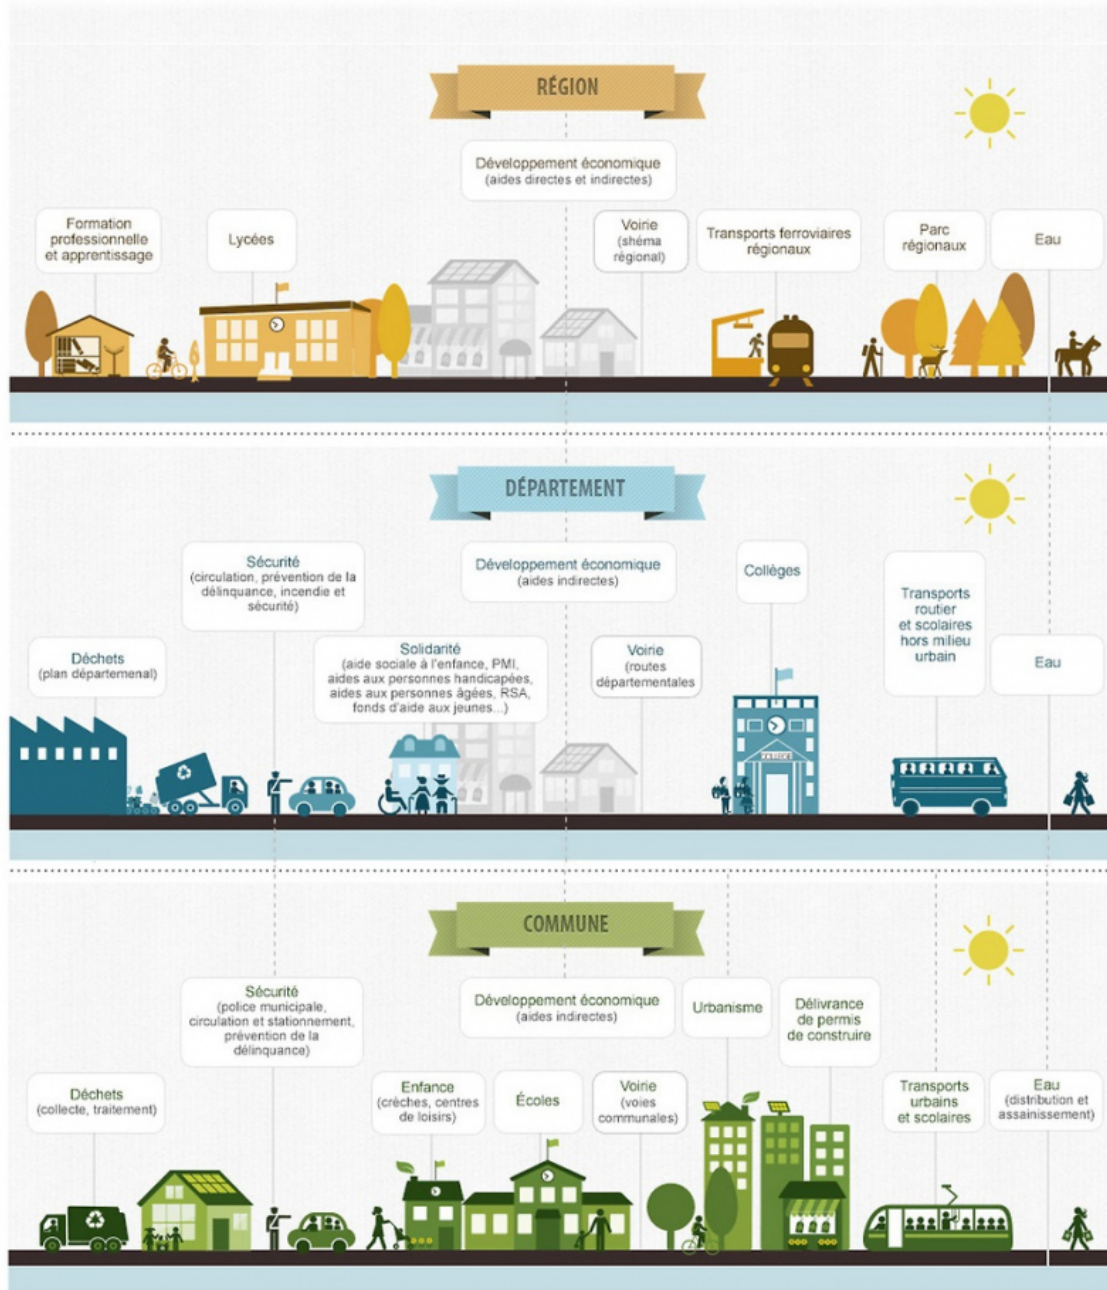 RÉGION
Développement économique
(aides directes et indirectes)
Formation
professionnelle
et apprentissage
Lycées
Voirie
(shéma
régional)
Transports ferroviaires
régionaux
Parc
régionaux
Eau
DÉPARTEMENT
Sécurité
(circulation, prévention de la
délinquance, incendie et
sécurité)
Développement économique
(aides indirectes)
Collèges
Transports
routier
et scolaires
hors milieu
urbain
Déchets
(plan départemenal)
Solidarité
(aide sociale à l'enfance, PMI,
aides aux personnes handicapées,
aides aux personnes âgées, RSA,
fonds d'aide aux jeunes...)
Voirie
(routes
départementales
Eau
COLLEGE
COMMUNE
Sécurité
(police municipale,
circulation et stationnement,
prévention de la
délinquance)
Développement économique
(aides indirectes)
Urbanisme
Délivrance
de permis
de construire
Déchets
(collecte, traitement)
Enfance
(crèches, centres
de loisirs)
Écoles
Voirie
(voies
communales)
Transports
urbains
et scolaires
Eau
(distribution et
assainissement)